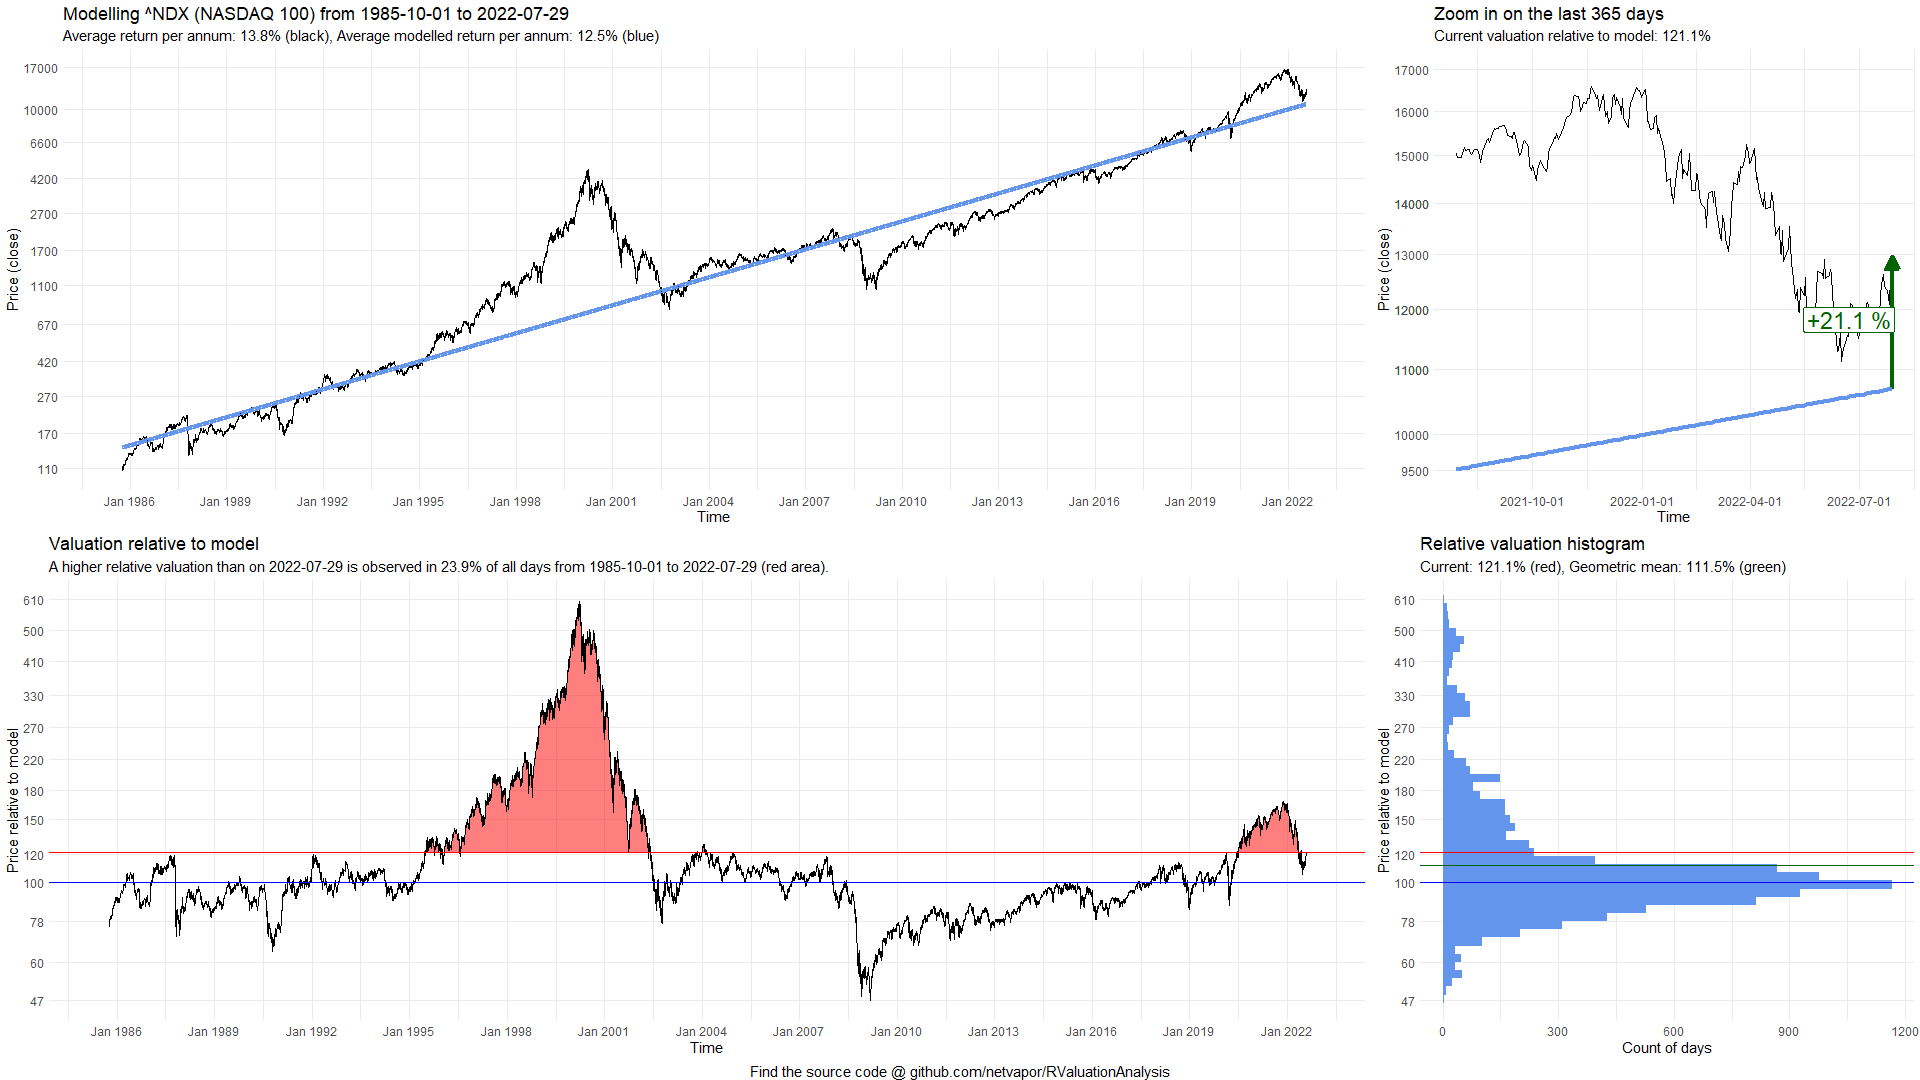 Modelling ^NDX (NASDAQ 100) from 1985-10-01 to 2022-07-29
Average return per annum: 13.8% (black), Average modelled return per annum: 12.5% (blue)
Price (close)
17000
10000
6600
4200
2700
1700
1100
670
420
270
170
110
Jan 1986 Jan 1989 Jan 1992 Jan 1995 Jan 1998 Jan 2001 Jan 2004 Jan 2007 Jan 2010 Jan 2013 Jan 2016 Jan 2019 Jan 2022
Time
Zoom in on the last 365 days
Current valuation relative to model: 121.1%
Price (close)
17000
16000
15000
14000
13000
12000
11000
10000
9500
+21.1 %
2021-10-01 2022-01-01 2022-04-01 2022-07-01
Time
Valuation relative to model
A higher relative valuation than on 2022-07-29 is observed in 23.9% of all days from 1985-10-01 to 2022-07-29 (red area).
Price relative to model
610
500
410
330
270
220
180
150
120
100
78
60
47
Jan 1986 Jan 1989 Jan 1992 Jan 1995 Jan 1998 Jan 2001 Jan 2004 Jan 2007 Jan 2010 Jan 2013 Jan 2016 Jan 2019 Jan 2022
Time
Relative valuation histogram
Current: 121.1% (red), Geometric mean: 111.5% (green)
Price relative to model
610
500
410
330
270
220
180
150
120
100
78
60
47
0 300 600 900 1200
Count of days
Find the source code @ github.com/netvapor/RValuationAnalysis